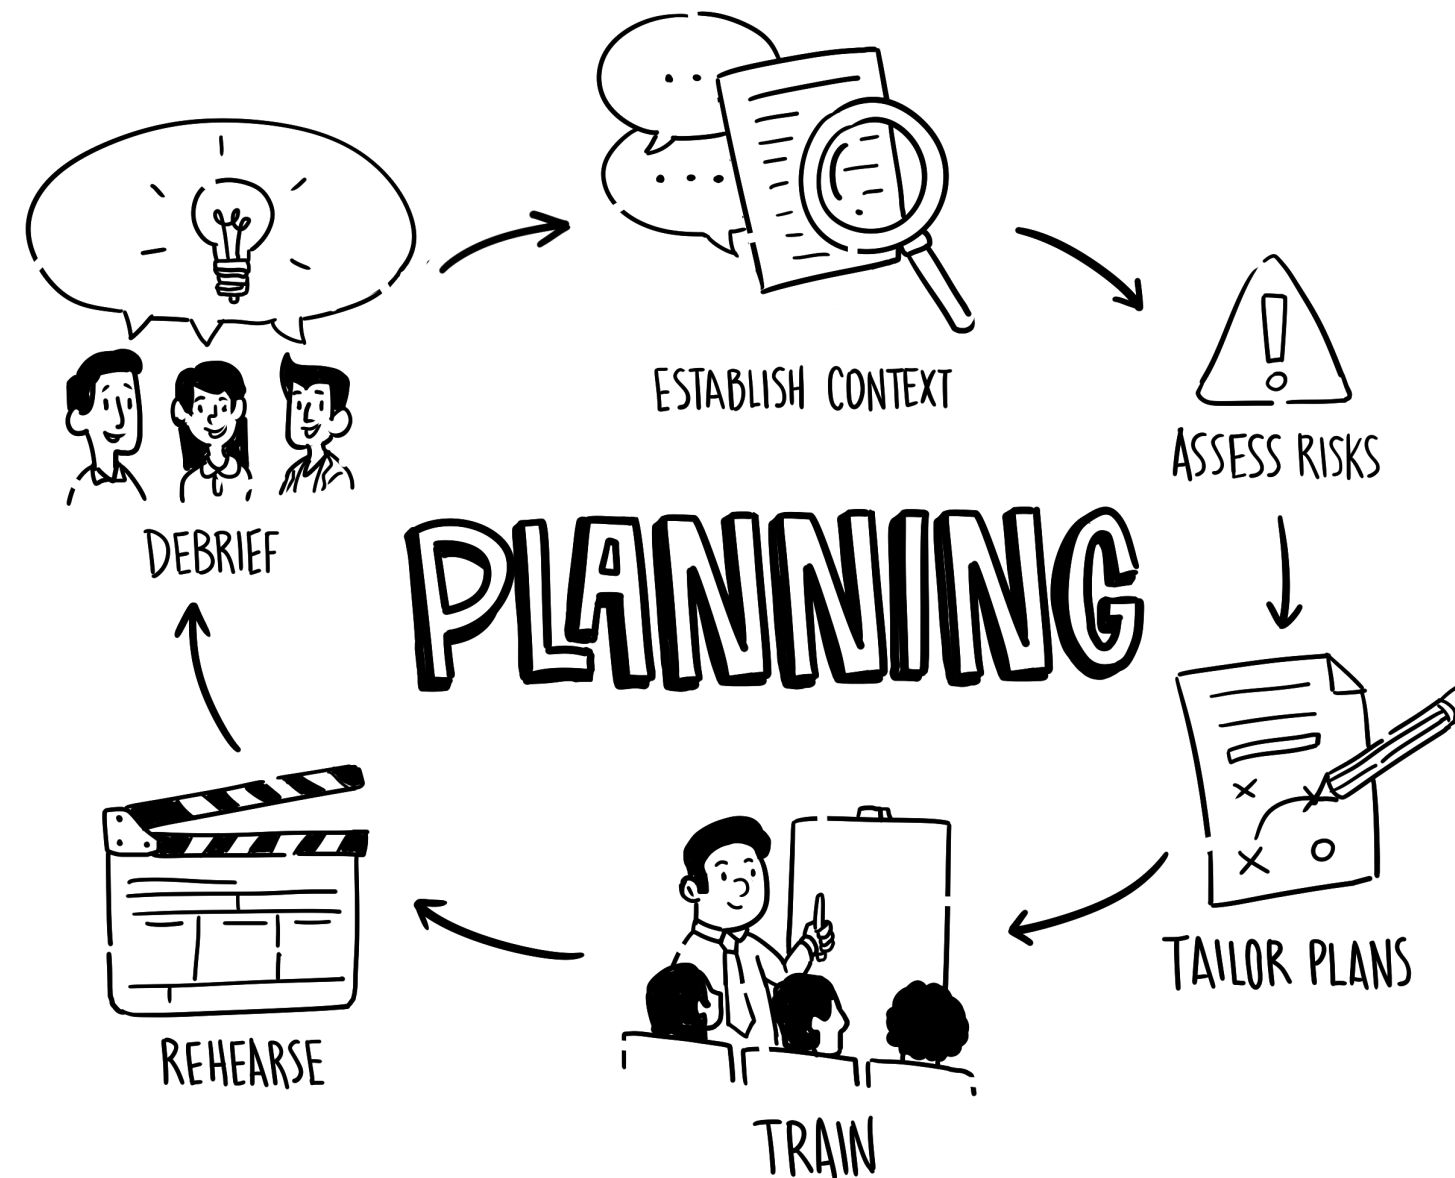 ESTABLISH CONTEXT
ASSESS RISKS
DEBRIEF
PLANNING
TAILOR PLANS
REHEARSE
TRAIN